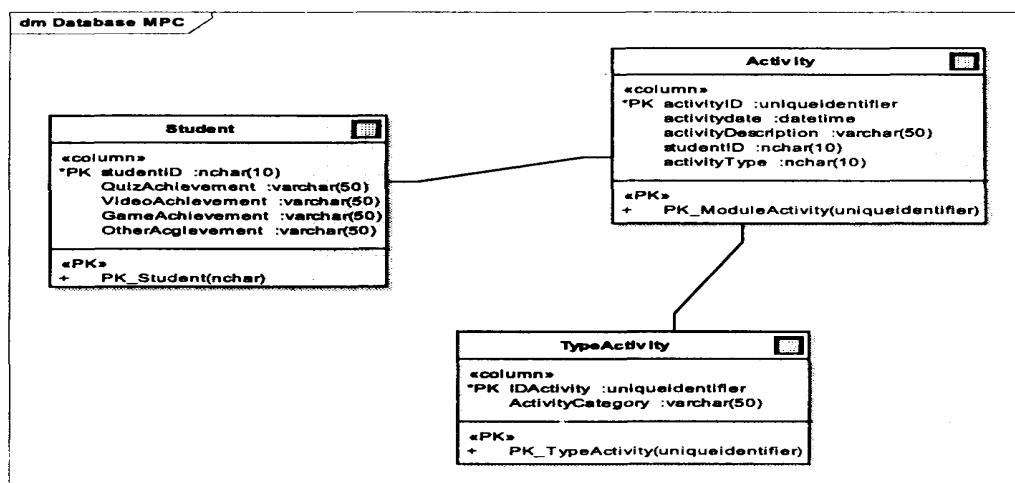 dm Database MPC
Student
«column»
*PK studentID :nchar(10)
QuizAchievement :varchar(50)
VideoAchievement :varchar(50)
GameAchievement :varchar(50)
OtherAcgievement :varchar(50)
«PK»
+ PK_Student(nchar)
Activity
«column»
*PK activityID :uniqueidentifier
activitydate :datetime
activityDescription :varchar(50)
studentID :nchar(10)
activityType :nchar(10)
«PK»
+ PK_ModuleActivity(uniqueidentifier)
TypeActivity
«column»
*PK IDActivity :uniqueidentifier
ActivityCategory :varchar(50)
«PK»
+ PK_TypeActivity(uniqueidentifier)